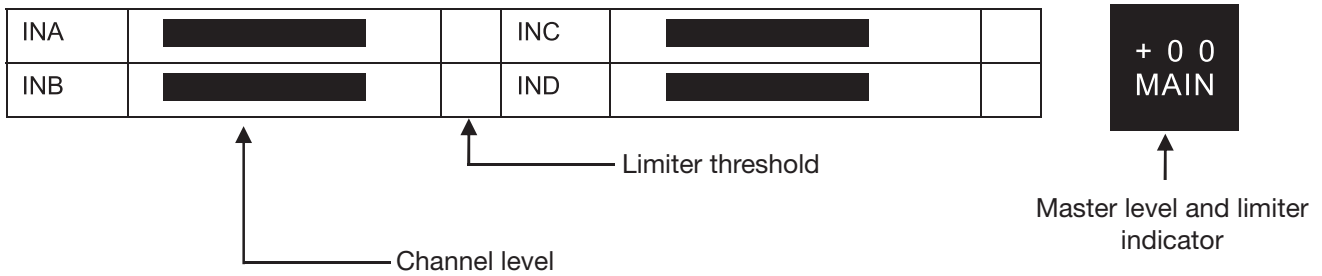 INA INC
INB IND
+ 0 0
MAIN
Limiter threshold
Channel level
Master level and limiter
indicator